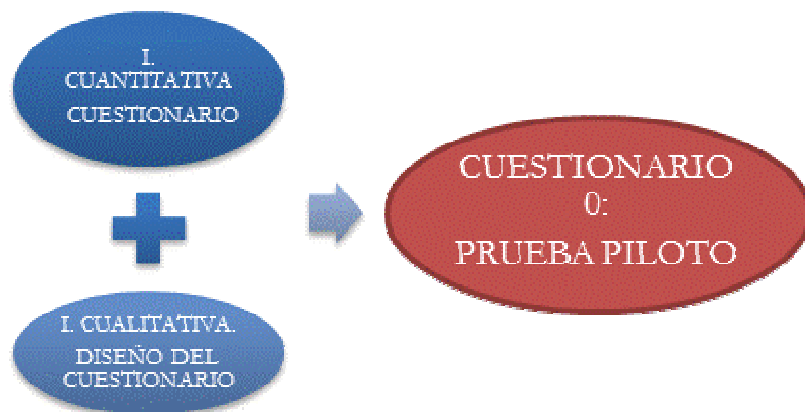 I.
CUANTITATIVA
CUESTIONARIO
I. CUALITATIVA.
DISEÑO DEL
CUESTIONARIO
CUESTIONARIO
0:
PRUEBA PILOTO